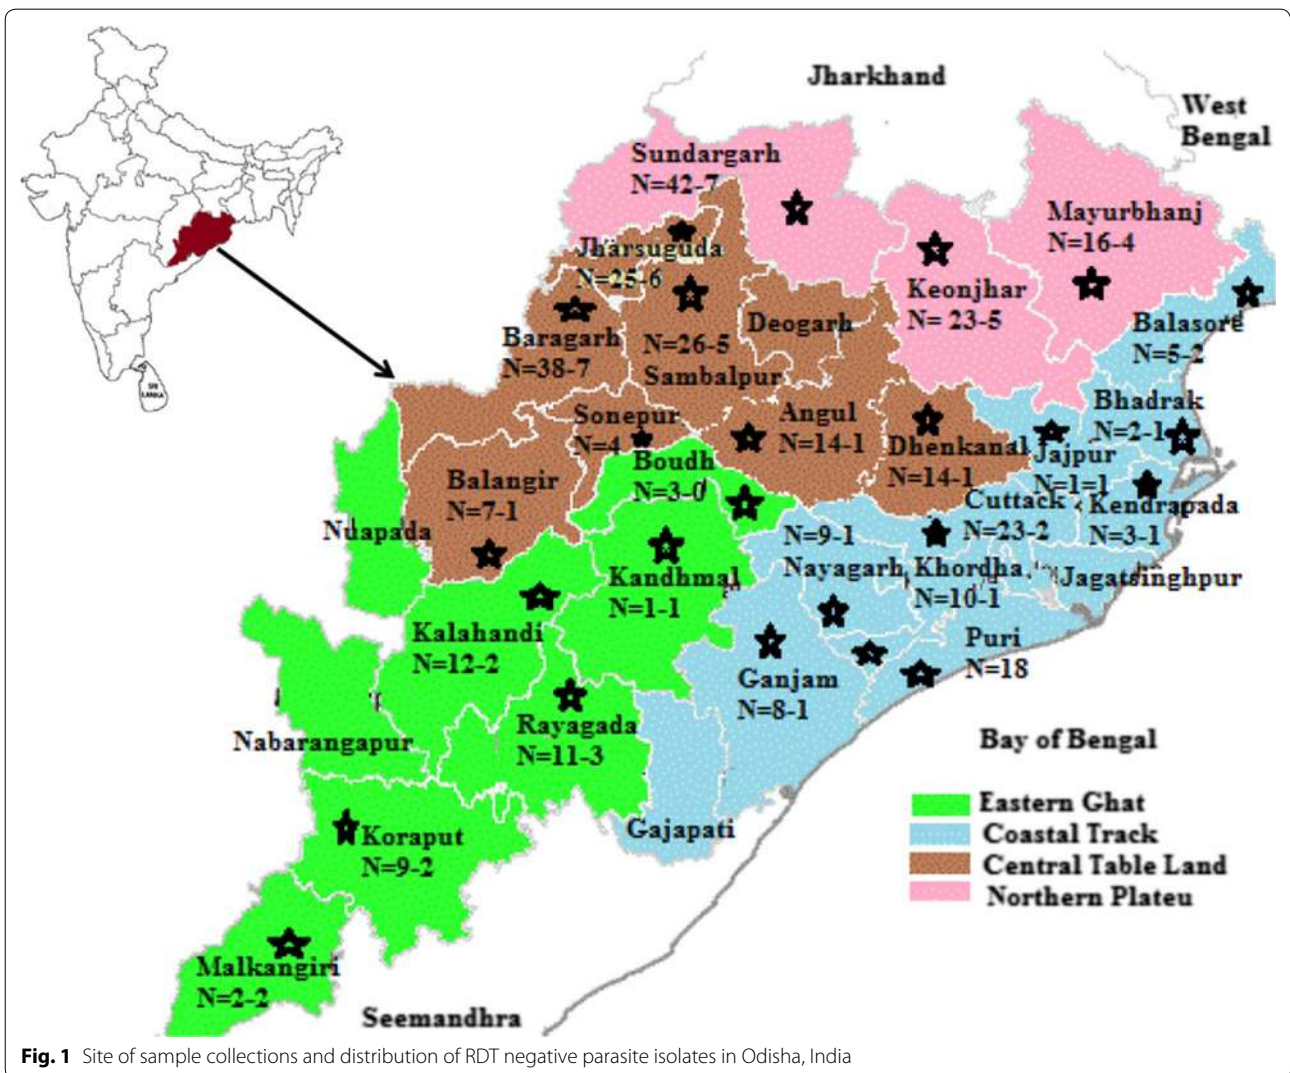 Jharkhand
West
Bengal
Sundargarh
N=42-7
Mayurbhanj
N=16-4
Jharsuguda
N=25-6
Keonjhar
N= 23-5
Deogarh
Balasore
N=5-2
Baragarh
N=38-7
N=26-5
Sambalpur
SRI
LANKA
Bhadrak
N=2-1
Sonepur
N=4
Angul
N=14-1
Dhenkanal
N=14-1
Jajpur
N=1=1
Boudh
N=3-0
Balangir
N=7-1
Cuttack
N=23-2
Kendrapada
N=3-1
Nuapada
N=9-1
Nayagarh
Khordha
N=10-1
Jagatsinghpur
Kandhmal
N=1-1
Kalahandi
N=12-2
Puri
N=18
Ganjam
N=8-1
Rayagada
N=11-3
Nabarangapur
Bay of Bengal
Gajapati
Koraput
N=9-2
Eastern Ghat
Coastal Track
Central Table Land
Northern Plateu
Malkangiri
N=2-2
Seemandhra
Fig. 1 Site of sample collections and distribution of RDT negative parasite isolates in Odisha, India